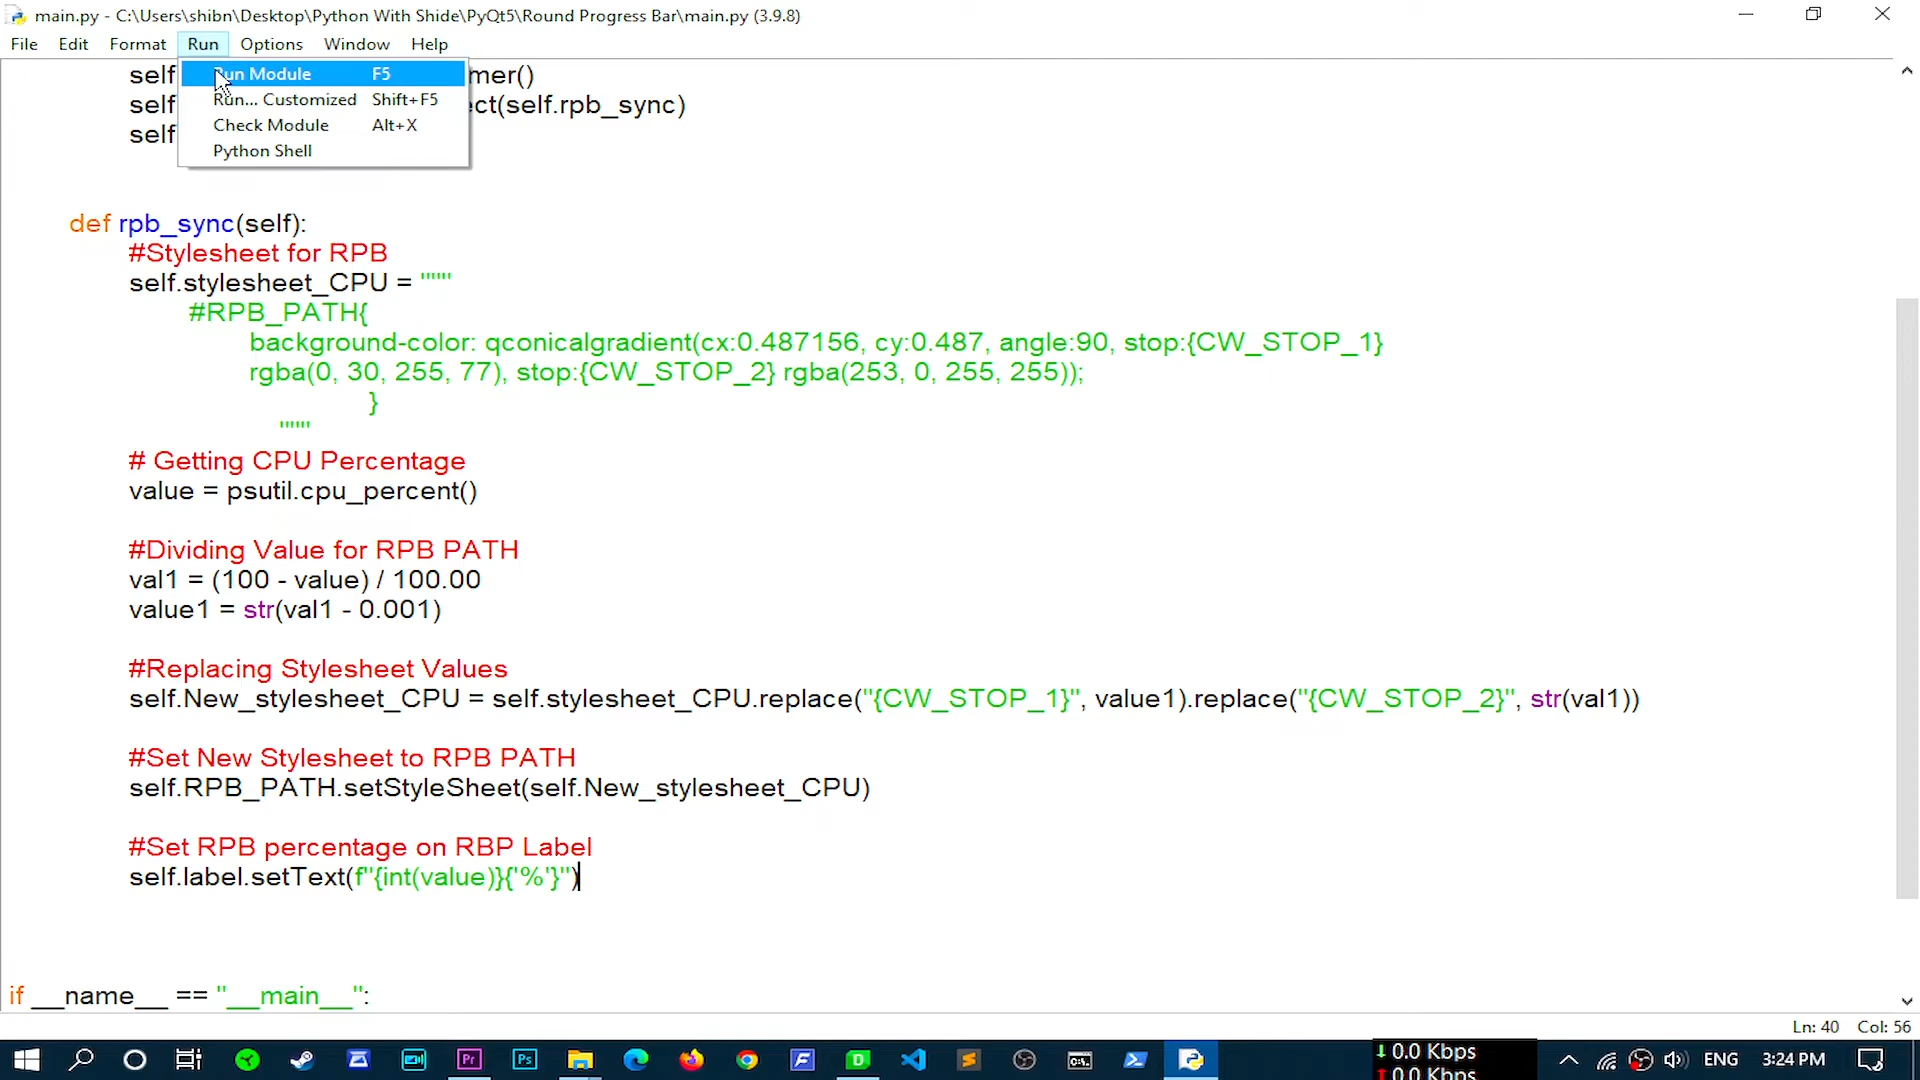 main.py - C:\Users\shibn\Desktop\Python With Shide\PyQt5\Round Progress Bar\main.py (3.9.8)
File Edit Format Run Options Window Help
self mer()
Run Module F5
self ect(self.rpb_sync)
Run... Customized Shift+F5
self
Check Module Alt+X
Python Shell
def rpb_sync(self):
#Stylesheet for RPB
self.stylesheet_CPU = """
#RPB_PATH{
background-color: qconicalgradient(cx:0.487156, cy:0.487, angle:90, stop:{CW_STOP_1}
rgba(0, 30, 255, 77), stop:{CW_STOP_2} rgba(253, 0, 255, 255));
}
"""
# Getting CPU Percentage
value = psutil.cpu_percent()
#Dividing Value for RPB PATH
val1 = (100 - value) / 100.00
value1 = str(val1 - 0.001)
#Replacing Stylesheet Values
self.New_stylesheet_CPU = self.stylesheet_CPU.replace("{CW_STOP_1}", value1).replace("{CW_STOP_2}", str(val1))
#Set New Stylesheet to RPB PATH
self.RPB_PATH.setStyleSheet(self.New_stylesheet_CPU)
#Set RPB percentage on RBP Label
self.label.setText(f"{int(value)}{'%'}")
if __name__ == "__main__":
Ln: 40 Col: 56
Pr Ps F D C:\_ S
0.0 Kbps
0.0 Kbps
ENG 3:24 PM